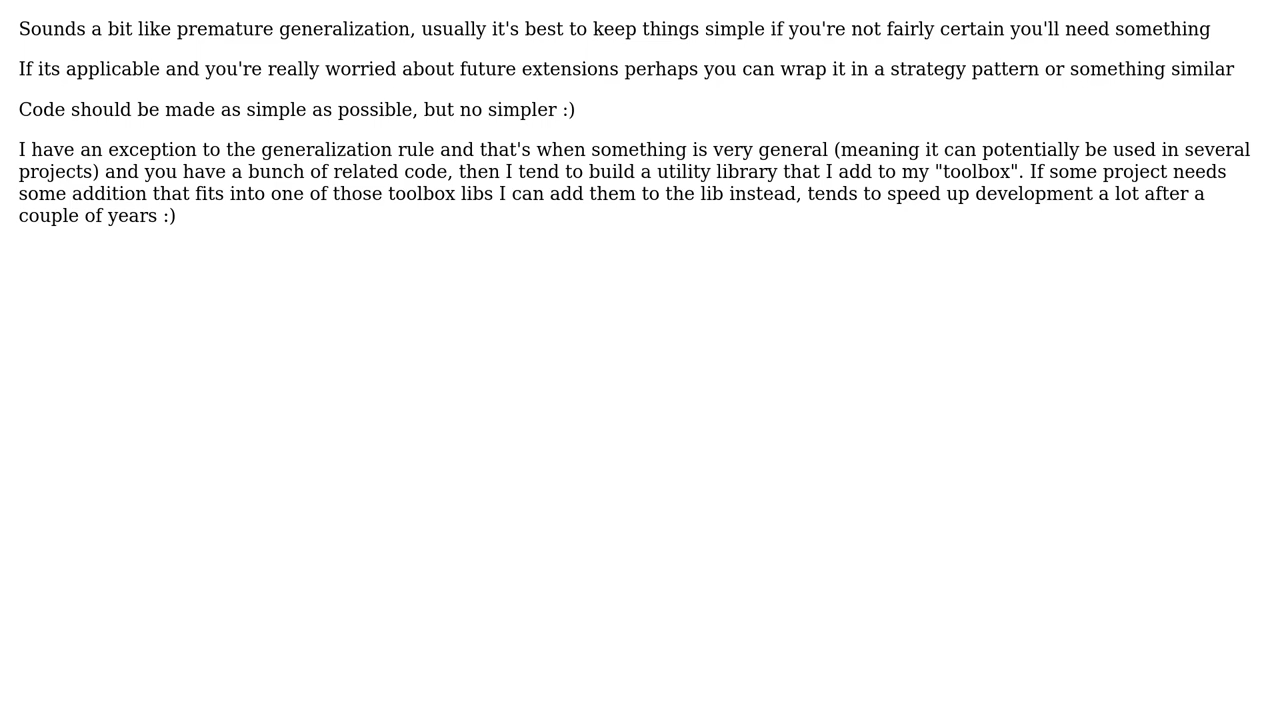 Sounds a bit like premature generalization, usually it's best to keep things simple if you're not fairly certain you'll need something
If its applicable and you're really worried about future extensions perhaps you can wrap it in a strategy pattern or something similar
Code should be made as simple as possible, but no simpler :)
I have an exception to the generalization rule and that's when something is very general (meaning it can potentially be used in several
projects) and you have a bunch of related code, then I tend to build a utility library that I add to my "toolbox". If some project needs
some addition that fits into one of those toolbox libs I can add them to the lib instead, tends to speed up development a lot after a
couple of years :)